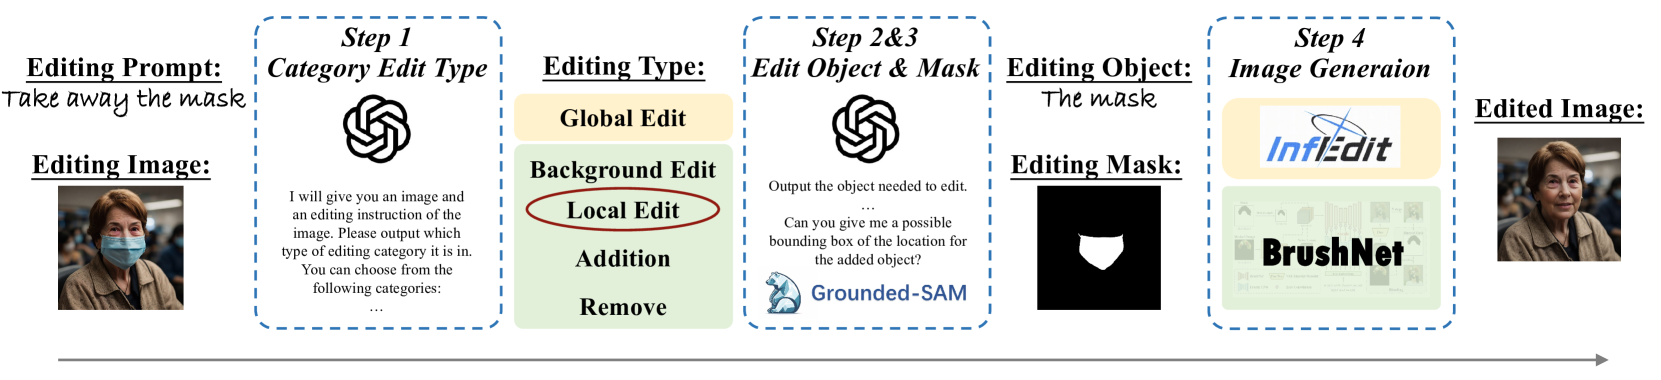 Editing Prompt:
Take away the mask
Editing Image:
Step 1
Category Edit Type
I will give you an image and
an editing instruction of the
image. Please output which
type of editing category it is in.
You can choose from the
following categories:
…
Editing Type:
Global Edit
Background Edit
Local Edit
Addition
Remove
Step 2&3
Edit Object & Mask
Output the object needed to edit.
…
Can you give me a possible
bounding box of the location for
the added object?
Grounded-SAM
Editing Object:
The mask
Editing Mask:
Step 4
Image Generaion
InfEdit
BrushNet
Edited Image: